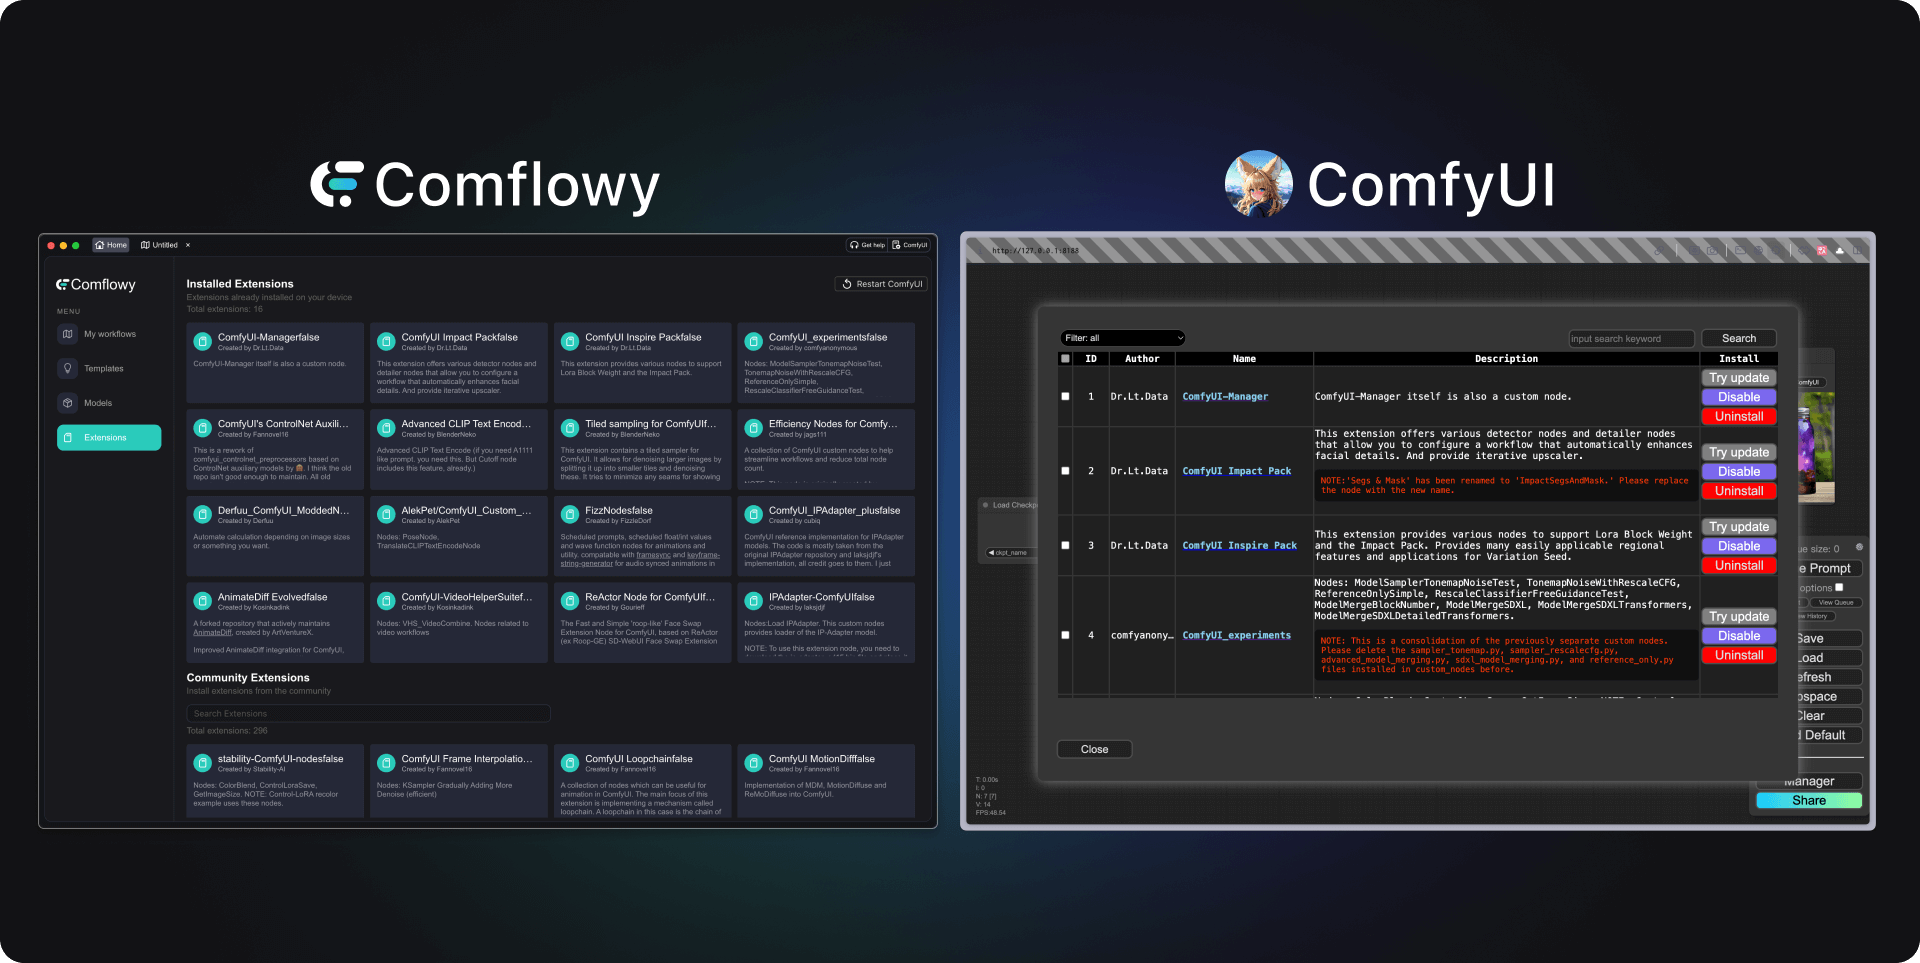 Comflowy
ComfyUI
Home
Untitled ×
Get help
ComfyUI
Comflowy
MENU
My workflows
Templates
Models
Extensions
Installed Extensions
Extensions already installed on your device
Total extensions: 16
Restart ComfyUI
ComfyUI-Managerfalse
Created by Dr.Lt.Data
ComfyUI-Manager itself is also a custom node.
ComfyUI Impact Packfalse
Created by Dr.Lt.Data
This extension offers various detector nodes and
detailer nodes that allow you to configure a
workflow that automatically enhances facial
details. And provide iterative upscaler.
ComfyUI Inspire Packfalse
Created by Dr.Lt.Data
This extension provides various nodes to support
Lora Block Weight and the Impact Pack.
ComfyUI_experimentsfalse
Created by comfyanonymous
Nodes: ModelSamplerTonemapNoiseTest,
TonemapNoiseWithRescaleCFG,
ReferenceOnlySimple,
RescaleClassifierFreeGuidanceTest,
ComfyUI's ControlNet Auxili...
Created by Fannovel16
This is a rework of
comfyui_controlnet_preprocessors based on
ControlNet auxiliary models by 🤗. I think the old
repo isn't good enough to maintain. All old
Advanced CLIP Text Encod...
Created by BlenderNeko
Advanced CLIP Text Encode (if you need A1111
like prompt. you need this. But Cutoff node
includes this feature, already.)
Tiled sampling for ComfyUIf...
Created by BlenderNeko
This extension contains a tiled sampler for
ComfyUI. It allows for denoising larger images by
splitting it up into smaller tiles and denoising
these. It tries to minimize any seams for showing
Efficiency Nodes for Comfy...
Created by jags111
A collection of ComfyUI custom nodes to help
streamline workflows and reduce total node
count.
Derfuu_ComfyUI_ModdedN...
Created by Derfuu
Automate calculation depending on image sizes
or something you want.
AlekPet/ComfyUI_Custom_...
Created by AlekPet
Nodes: PoseNode,
TranslateCLIPTextEncodeNode
FizzNodesfalse
Created by FizzleDorf
Scheduled prompts, scheduled float/int values
and wave function nodes for animations and
utility. compatable with framesync and keyframe-
string-generator for audio synced animations in
ComfyUI_IPAdapter_plusfalse
Created by cubiq
ComfyUI reference implementation for IPAdapter
models. The code is mostly taken from the
original IPAdapter repository and laksjdjf's
implementation, all credit goes to them. I just
AnimateDiff Evolvedfalse
Created by Kosinkadink
A forked repository that actively maintains
AnimateDiff, created by ArtVentureX.
Improved AnimateDiff integration for ComfyUI,
ComfyUI-VideoHelperSuitef...
Created by Kosinkadink
Nodes: VHS_VideoCombine. Nodes related to
video workflows
ReActor Node for ComfyUIf...
Created by Gourieff
The Fast and Simple 'roop-like' Face Swap
Extension Node for ComfyUI, based on ReActor
(ex Roop-GE) SD-WebUI Face Swap Extension
IPAdapter-ComfyUIfalse
Created by laksjdjf
Nodes:Load IPAdapter. This custom nodes
provides loader of the IP-Adapter model.
NOTE: To use this extension node, you need to
Community Extensions
Install extensions from the community
Search Extensions
Total extensions: 296
stability-ComfyUI-nodesfalse
Created by Stability-AI
Nodes: ColorBlend, ControlLoraSave,
GetImageSize. NOTE: Control-LoRA recolor
example uses these nodes.
ComfyUI Frame Interpolatio...
Created by Fannovel16
Nodes: KSampler Gradually Adding More
Denoise (efficient)
ComfyUI Loopchainfalse
Created by Fannovel16
A collection of nodes which can be useful for
animation in ComfyUI. The main focus of this
extension is implementing a mechanism called
loopchain. A loopchain in this case is the chain of
ComfyUI MotionDifffalse
Created by Fannovel16
Implementation of MDM, MotionDiffuse and
ReMoDiffuse into ComfyUI.
http://127.0.0.1:8188
Filter: all
input search keyword
Search
ID Author Name Description Install
1 Dr.Lt.Data ComfyUI-Manager ComfyUI-Manager itself is also a custom node.
Try update
Disable
Uninstall
2 Dr.Lt.Data ComfyUI Impact Pack
This extension offers various detector nodes and detailer nodes
that allow you to configure a workflow that automatically enhances
facial details. And provide iterative upscaler.
NOTE:'Segs & Mask' has been renamed to 'ImpactSegsAndMask.' Please replace
the node with the new name.
Try update
Disable
Uninstall
3 Dr.Lt.Data ComfyUI Inspire Pack
This extension provides various nodes to support Lora Block Weight
and the Impact Pack. Provides many easily applicable regional
features and applications for Variation Seed.
Try update
Disable
Uninstall
4 comfyanony... ComfyUI_experiments
Nodes: ModelSamplerTonemapNoiseTest, TonemapNoiseWithRescaleCFG,
ReferenceOnlySimple, RescaleClassifierFreeGuidanceTest,
ModelMergeBlockNumber, ModelMergeSDXL, ModelMergeSDXLTransformers,
ModelMergeSDXLDetailedTransformers.
NOTE: This is a consolidation of the previously separate custom nodes.
Please delete the sampler_tonemap.py, sampler_rescalecfg.py,
advanced_model_merging.py, sdxl_model_merging.py, and reference_only.py
files installed in custom_nodes before.
Try update
Disable
Uninstall
Close
Load Checkp
ckpt_name
omfyUI
ue size: 0
e Prompt
options
View Queue
ew History
Save
Load
efresh
pspace
Clear
d Default
Manager
Share
T: 0.00s
I: 0
N: 7 [7]
V: 14
FPS:48.54